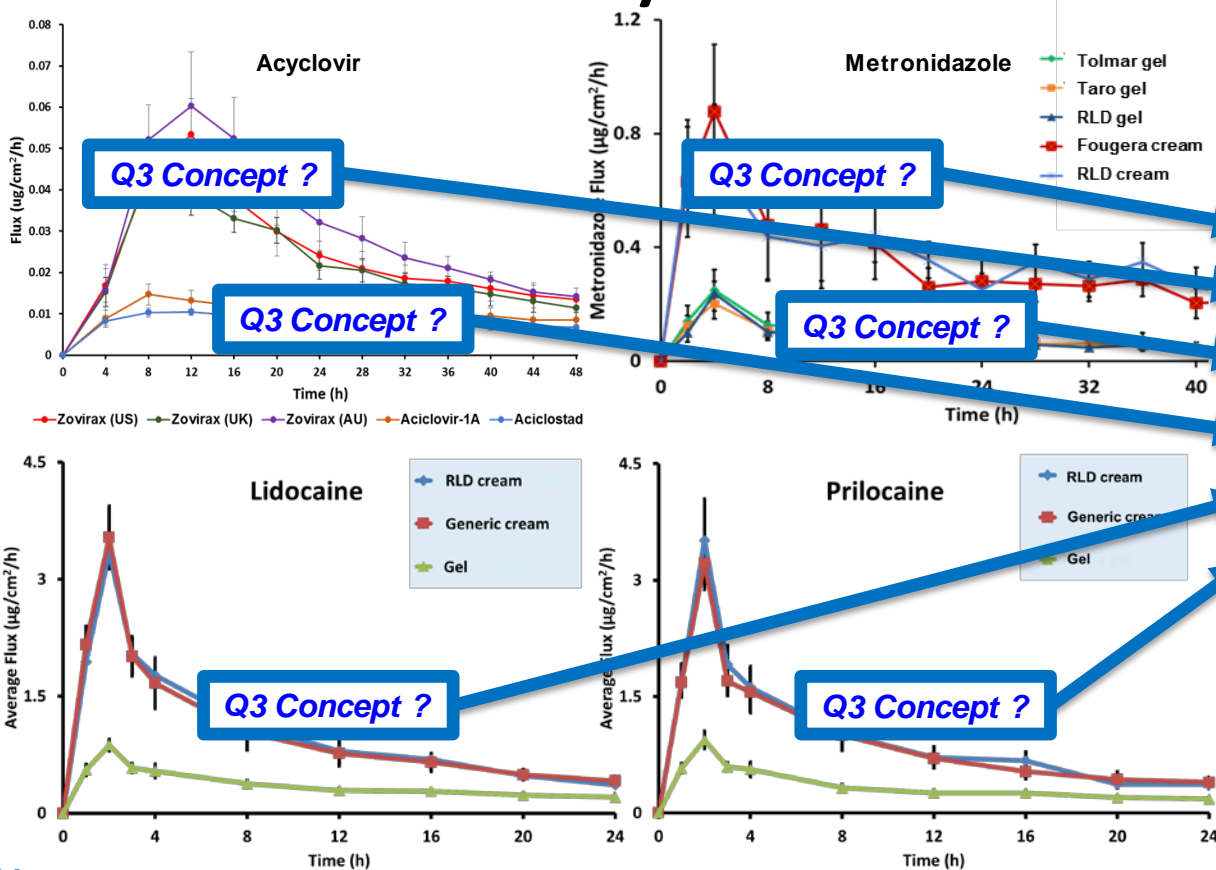 Acyclovir
0.08
0.07
0.06
0.05
0.04
0.03
0.02
0.01
0
Flux (ug/cm²/h)
Q3 Concept ?
Q3 Concept ?
0 4 8 12 16 20 24 28 32 36 40 44 48
Time (h)
Zovirax (US) Zovirax (UK) Zovirax (AU) Aciclovir-1A Aciclostad
Metronidazole
1.2
0.8
0.4
0
Metronidazole Flux (µg/cm²/h)
Tolmar gel
Taro gel
RLD gel
Fougera cream
RLD cream
Q3 Concept ?
Q3 Concept ?
0 8 16 24 32 40
Time (h)
Lidocaine
4.5
3
1.5
0
Average Flux (µg/cm²/h)
RLD cream
Generic cream
Gel
Q3 Concept ?
0 4 8 12 16 20 24
Time (h)
Prilocaine
4.5
3
1.5
0
Average Flux (µg/cm²/h)
RLD cream
Generic cream
Gel
Q3 Concept ?
0 4 8 12 16 20 24
Time (h)